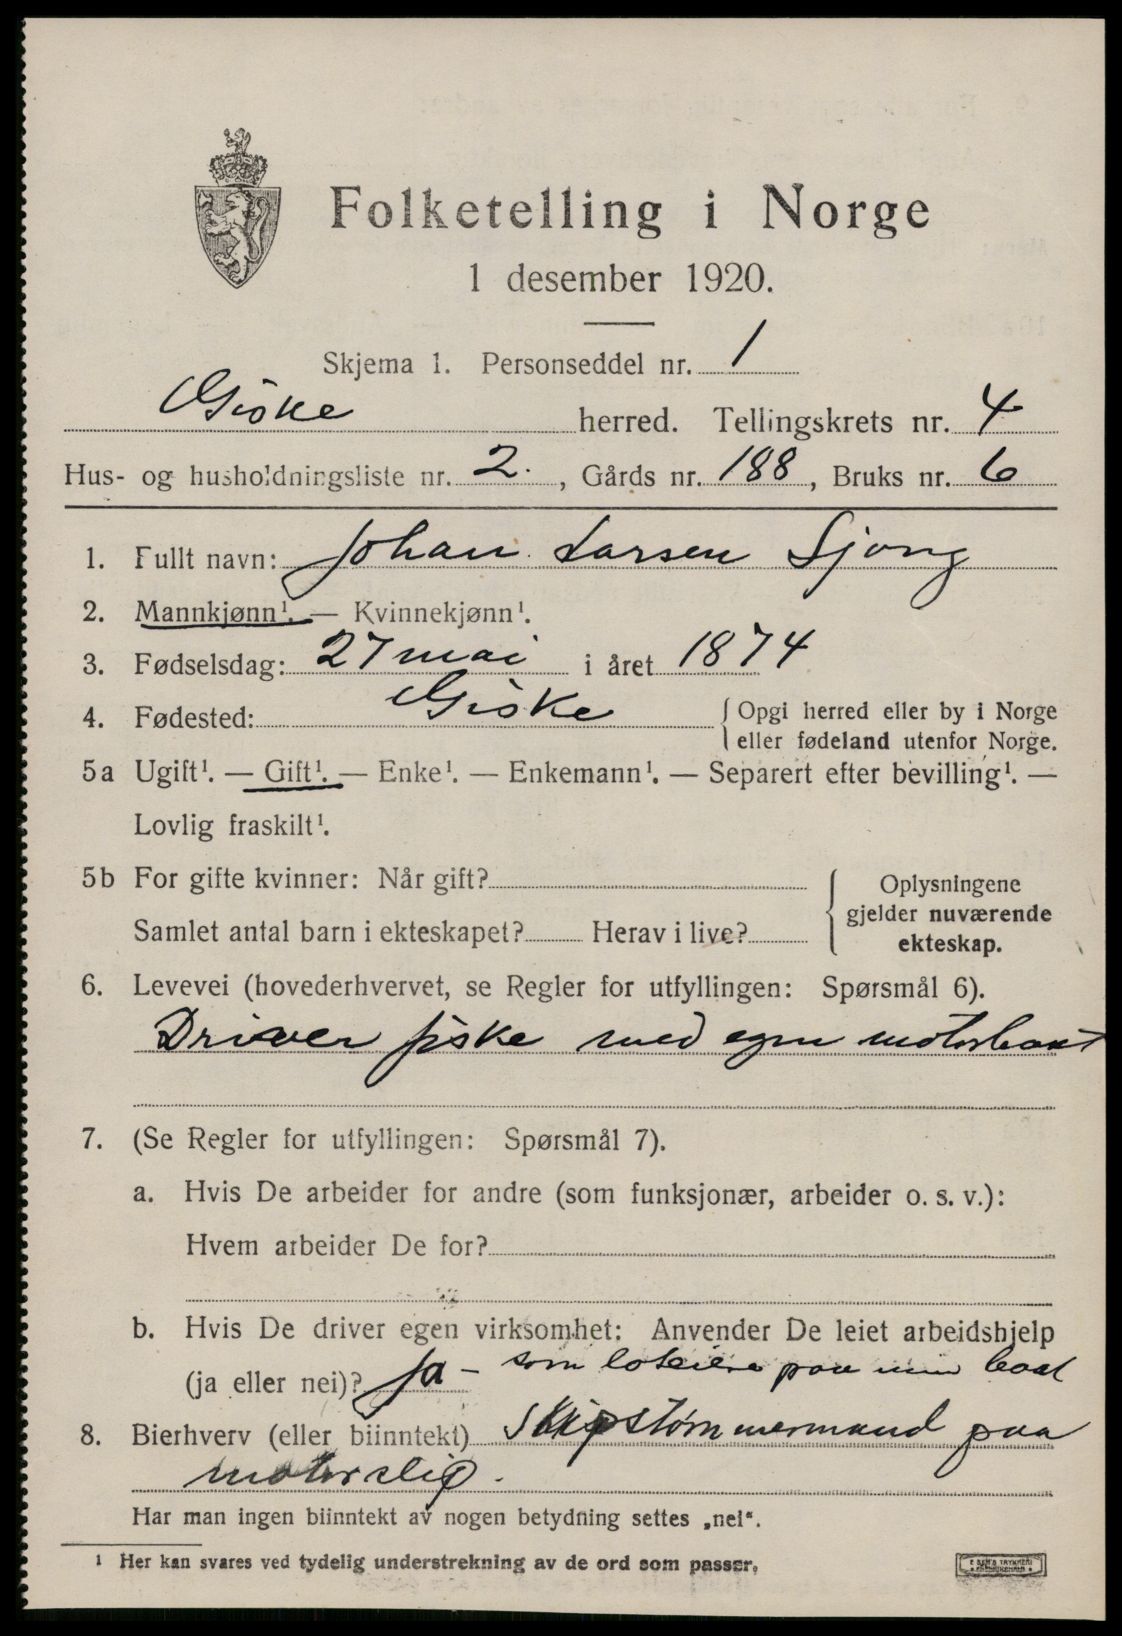 Folketelling i Norge
1 desember 1920.
Skjema 1. Personseddel nr. 1
Giske herred. Tellingskrets nr. 4
Hus- og husholdningsliste nr. 2. , Gårds nr. 188, Bruks nr. 6
1. Fullt navn: Johan Larsen Sjong
2. Mannkjønn¹. — Kvinnekjønn¹.
3. Fødselsdag: 27 mai i året 1874
4. Fødested: Giske { Opgi herred eller by i Norge
eller fødeland utenfor Norge.
5a Ugift¹. — Gift¹. — Enke¹. — Enkemann¹. — Separert efter bevilling¹. —
Lovlig fraskilt¹.
5b For gifte kvinner: Når gift?
Samlet antal barn i ekteskapet? Herav i live?
{ Oplysningene
gjelder nuværende
ekteskap.
6. Levevei (hovederhvervet, se Regler for utfyllingen: Spørsmål 6).
Driver fiske med egen motorbaat
7. (Se Regler for utfyllingen: Spørsmål 7).
a. Hvis De arbeider for andre (som funksjonær, arbeider o. s. v.):
Hvem arbeider De for?
b. Hvis De driver egen virksomhet: Anvender De leiet arbeidshjelp
(ja eller nei)? Ja – som loteiere paa min baat
8. Bierhverv (eller biinntekt) Skipstømmermand paa
motorslip.
Har man ingen biinntekt av nogen betydning settes „nei“.
¹ Her kan svares ved tydelig understrekning av de ord som passer.